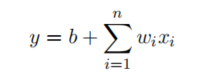 y = b + \sum_{i=1}^{n} w_i x_i